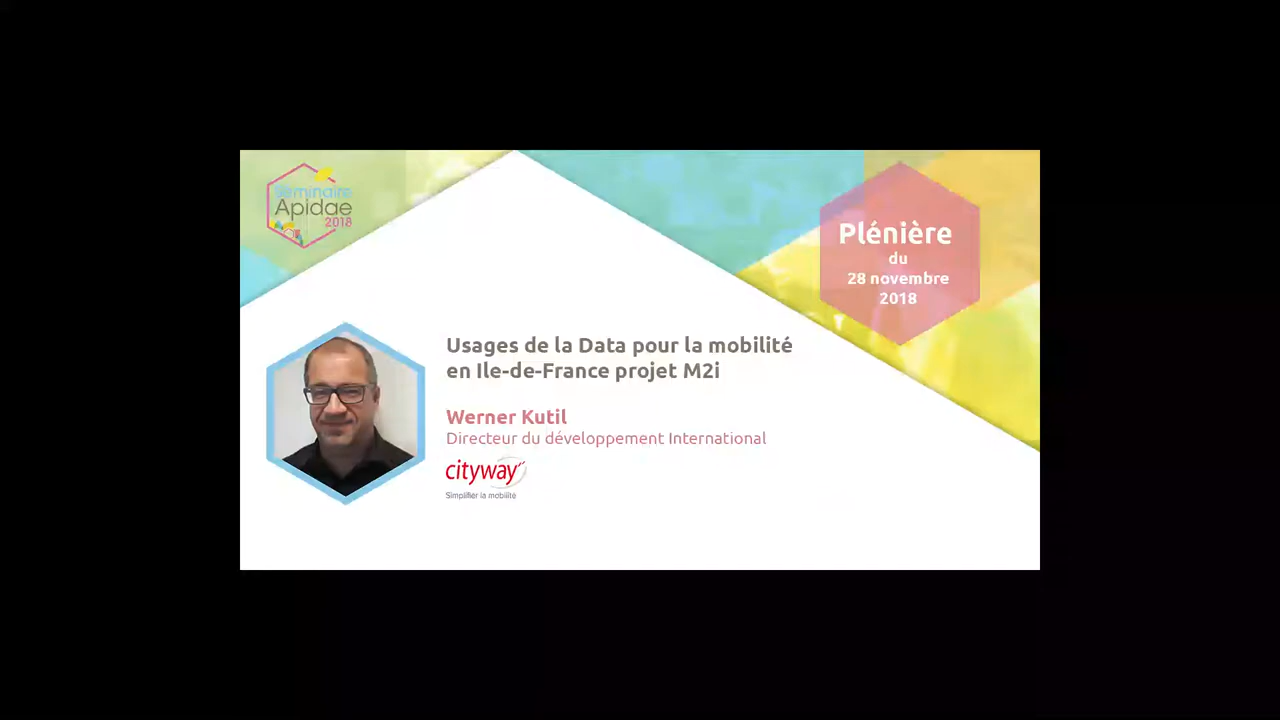 Séminaire
Apidae
2018
Plénière
du
28 novembre
2018
Usages de la Data pour la mobilité
en Ile-de-France projet M2i
Werner Kutil
Directeur du développement International
cityway
Simplifier la mobilité